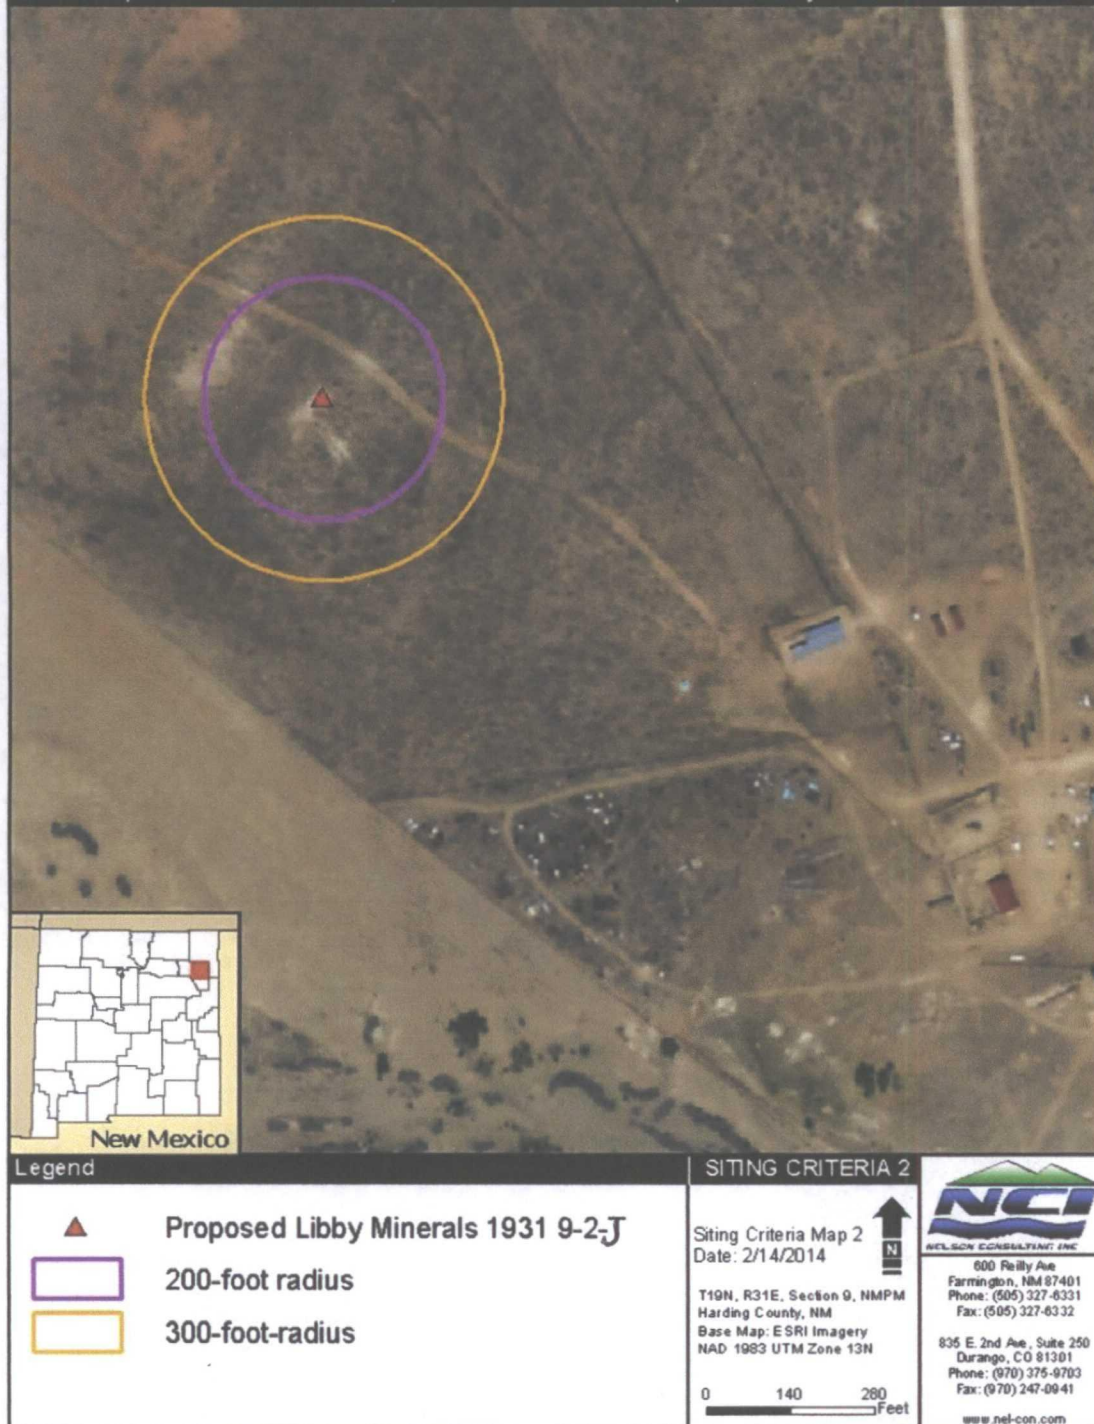 New Mexico
Legend
Proposed Libby Minerals 1931 9-2-J
200-foot radius
300-foot-radius
SITING CRITERIA 2
Siting Criteria Map 2
Date: 2/14/2014
N
T19N, R31E, Section 9, NMPM
Harding County, NM
Base Map: ESRI Imagery
NAD 1983 UTM Zone 13N
0 140 280
Feet
NCI
NELSON CONSULTING INC
600 Reilly Ave
Farmington, NM 87401
Phone: (505) 327-6331
Fax: (505) 327-6332
835 E. 2nd Ave, Suite 250
Durango, CO 81301
Phone: (970) 375-9703
Fax: (970) 247-0941
www.nel-con.com